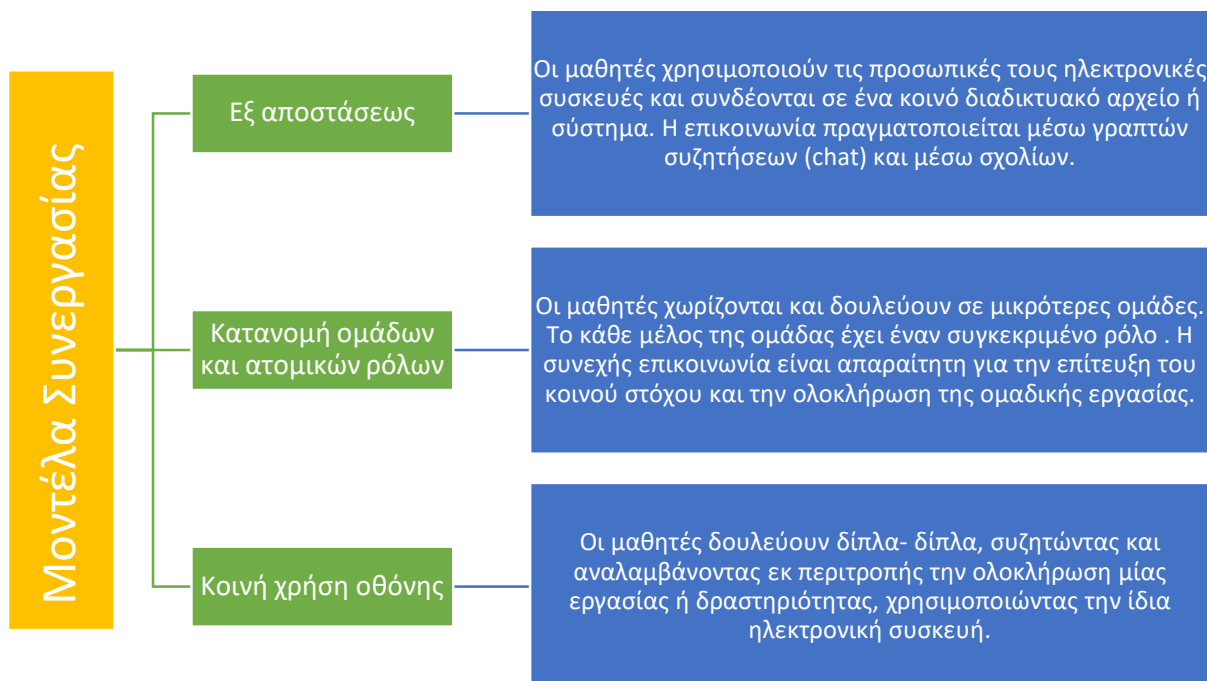 Μοντέλα Συνεργασίας
Εξ αποστάσεως
Οι μαθητές χρησιμοποιούν τις προσωπικές τους ηλεκτρονικές
συσκευές και συνδέονται σε ένα κοινό διαδικτυακό αρχείο ή
σύστημα. Η επικοινωνία πραγματοποιείται μέσω γραπτών
συζητήσεων (chat) και μέσω σχολίων.
Κατανομή ομάδων
και ατομικών ρόλων
Οι μαθητές χωρίζονται και δουλεύουν σε μικρότερες ομάδες.
Το κάθε μέλος της ομάδας έχει έναν συγκεκριμένο ρόλο . Η
συνεχής επικοινωνία είναι απαραίτητη για την επίτευξη του
κοινού στόχου και την ολοκλήρωση της ομαδικής εργασίας.
Κοινή χρήση οθόνης
Οι μαθητές δουλεύουν δίπλα- δίπλα, συζητώντας και
αναλαμβάνοντας εκ περιτροπής την ολοκλήρωση μίας
εργασίας ή δραστηριότητας, χρησιμοποιώντας την ίδια
ηλεκτρονική συσκευή.